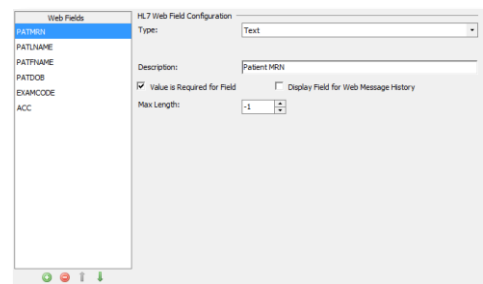 Web Fields
PATMRN
PATLNAME
PATFNAME
PATDOB
EXAMCODE
ACC
HL7 Web Field Configuration
Type: Text
Description: Patient MRN
Value is Required for Field Display Field for Web Message History
Max Length: -1